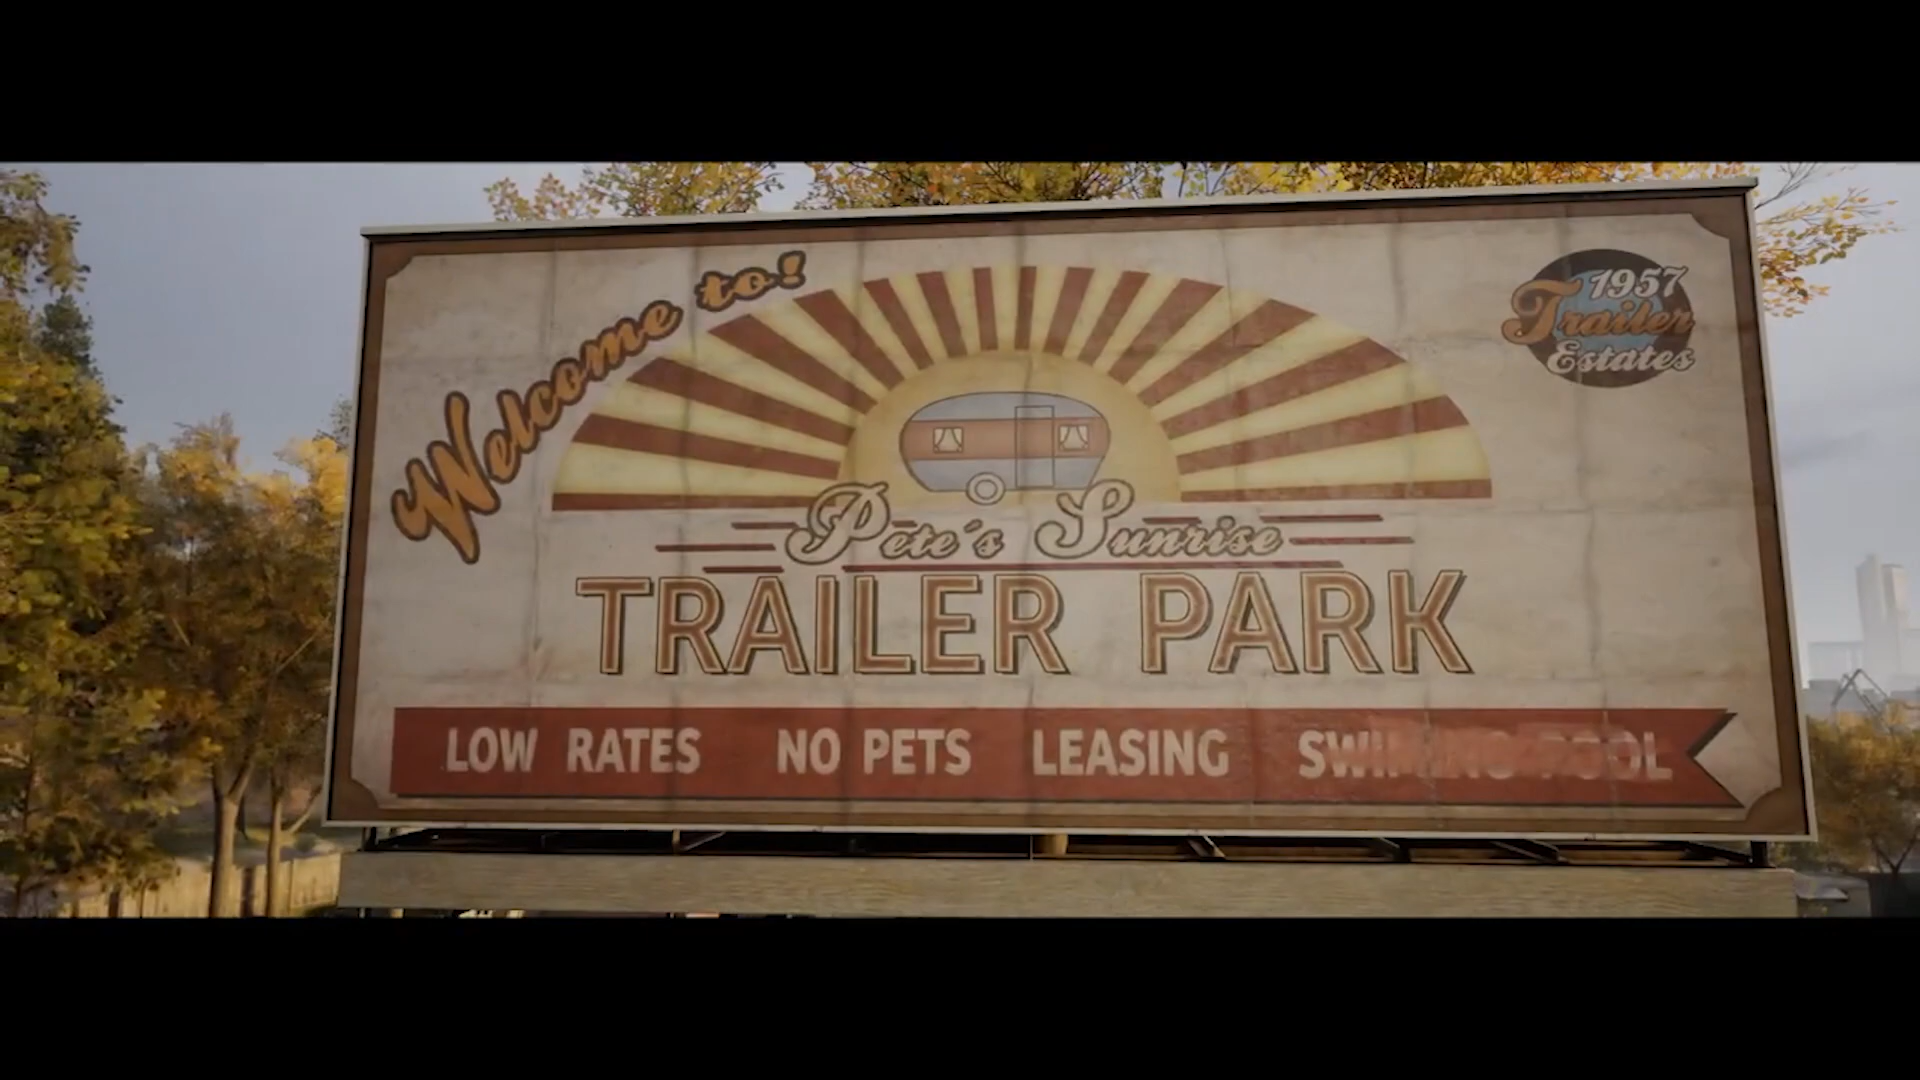 Welcome to!
1957
Trailer
Estates
Pete's Sunrise
TRAILER PARK
LOW RATES NO PETS LEASING